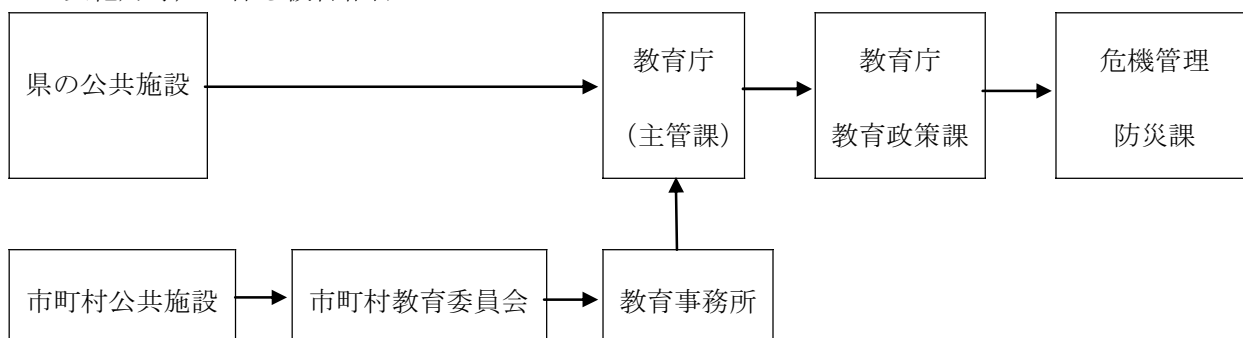 県の公共施設
教育庁
(主管課)
教育庁
教育政策課
危機管理
防災課
市町村公共施設
市町村教育委員会
教育事務所